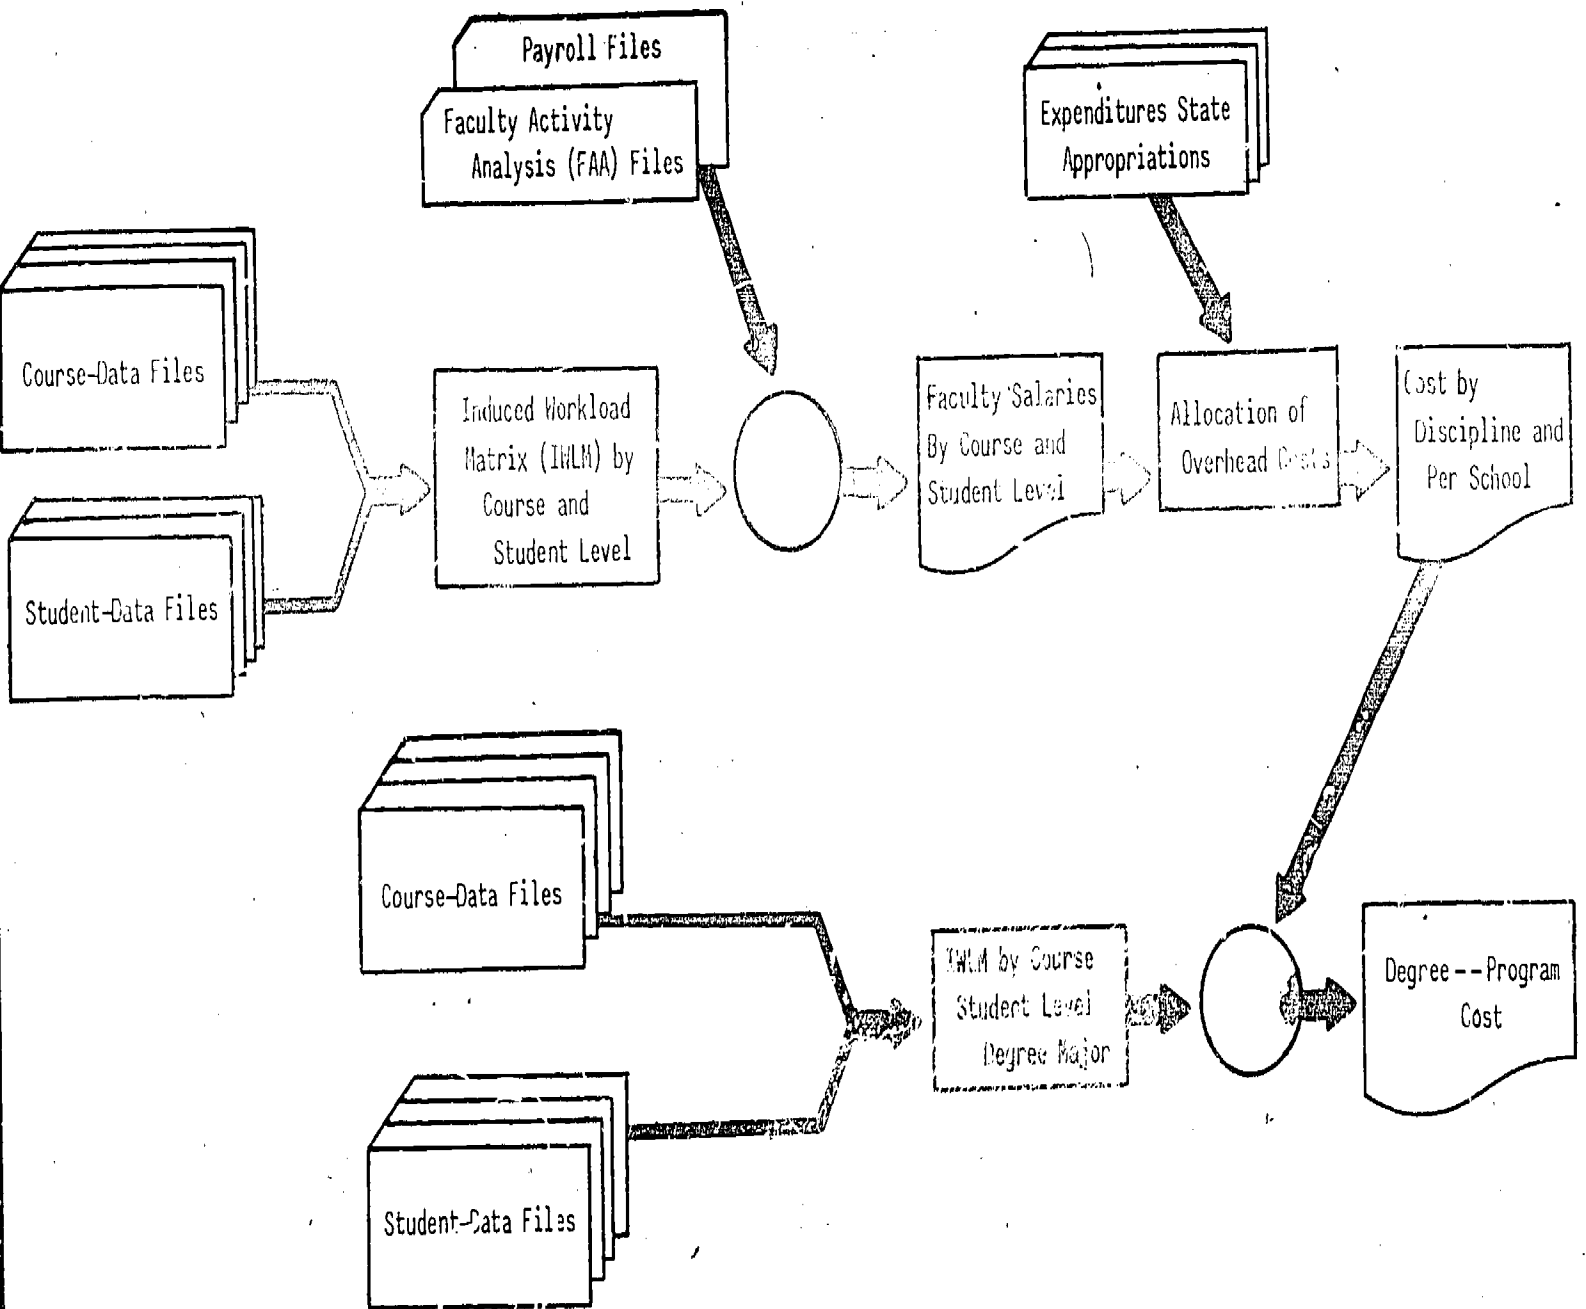 Payroll Files
Faculty Activity
Analysis (FAA) Files
Expenditures State
Appropriations
Course-Data Files
Student-Data Files
Induced Workload
Matrix (IWLM) by
Course and
Student Level
Faculty Salaries
By Course and
Student Level
Allocation of
Overhead Costs
Cost by
Discipline and
Per School
Course-Data Files
Student-Data Files
IWLM by Course
Student Level
Degree Major
Degree--Program
Cost